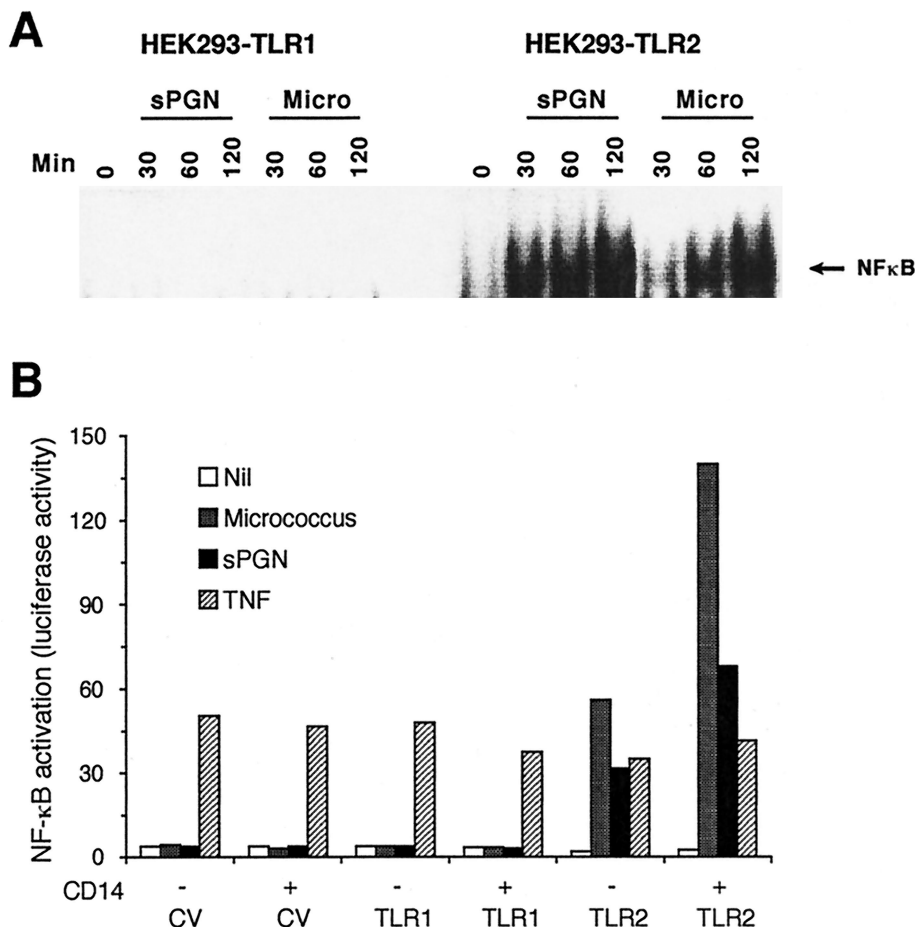 A
HEK293-TLR1 HEK293-TLR2
sPGN Micro sPGN Micro
Min 0 30 60 120 30 60 120 0 30 60 120 30 60 120
NFκB
B
NF-κB activation (luciferase activity)
150
120
90
60
30
0
Nil
Micrococcus
sPGN
TNF
CD14 - + - + - +
CV CV TLR1 TLR1 TLR2 TLR2